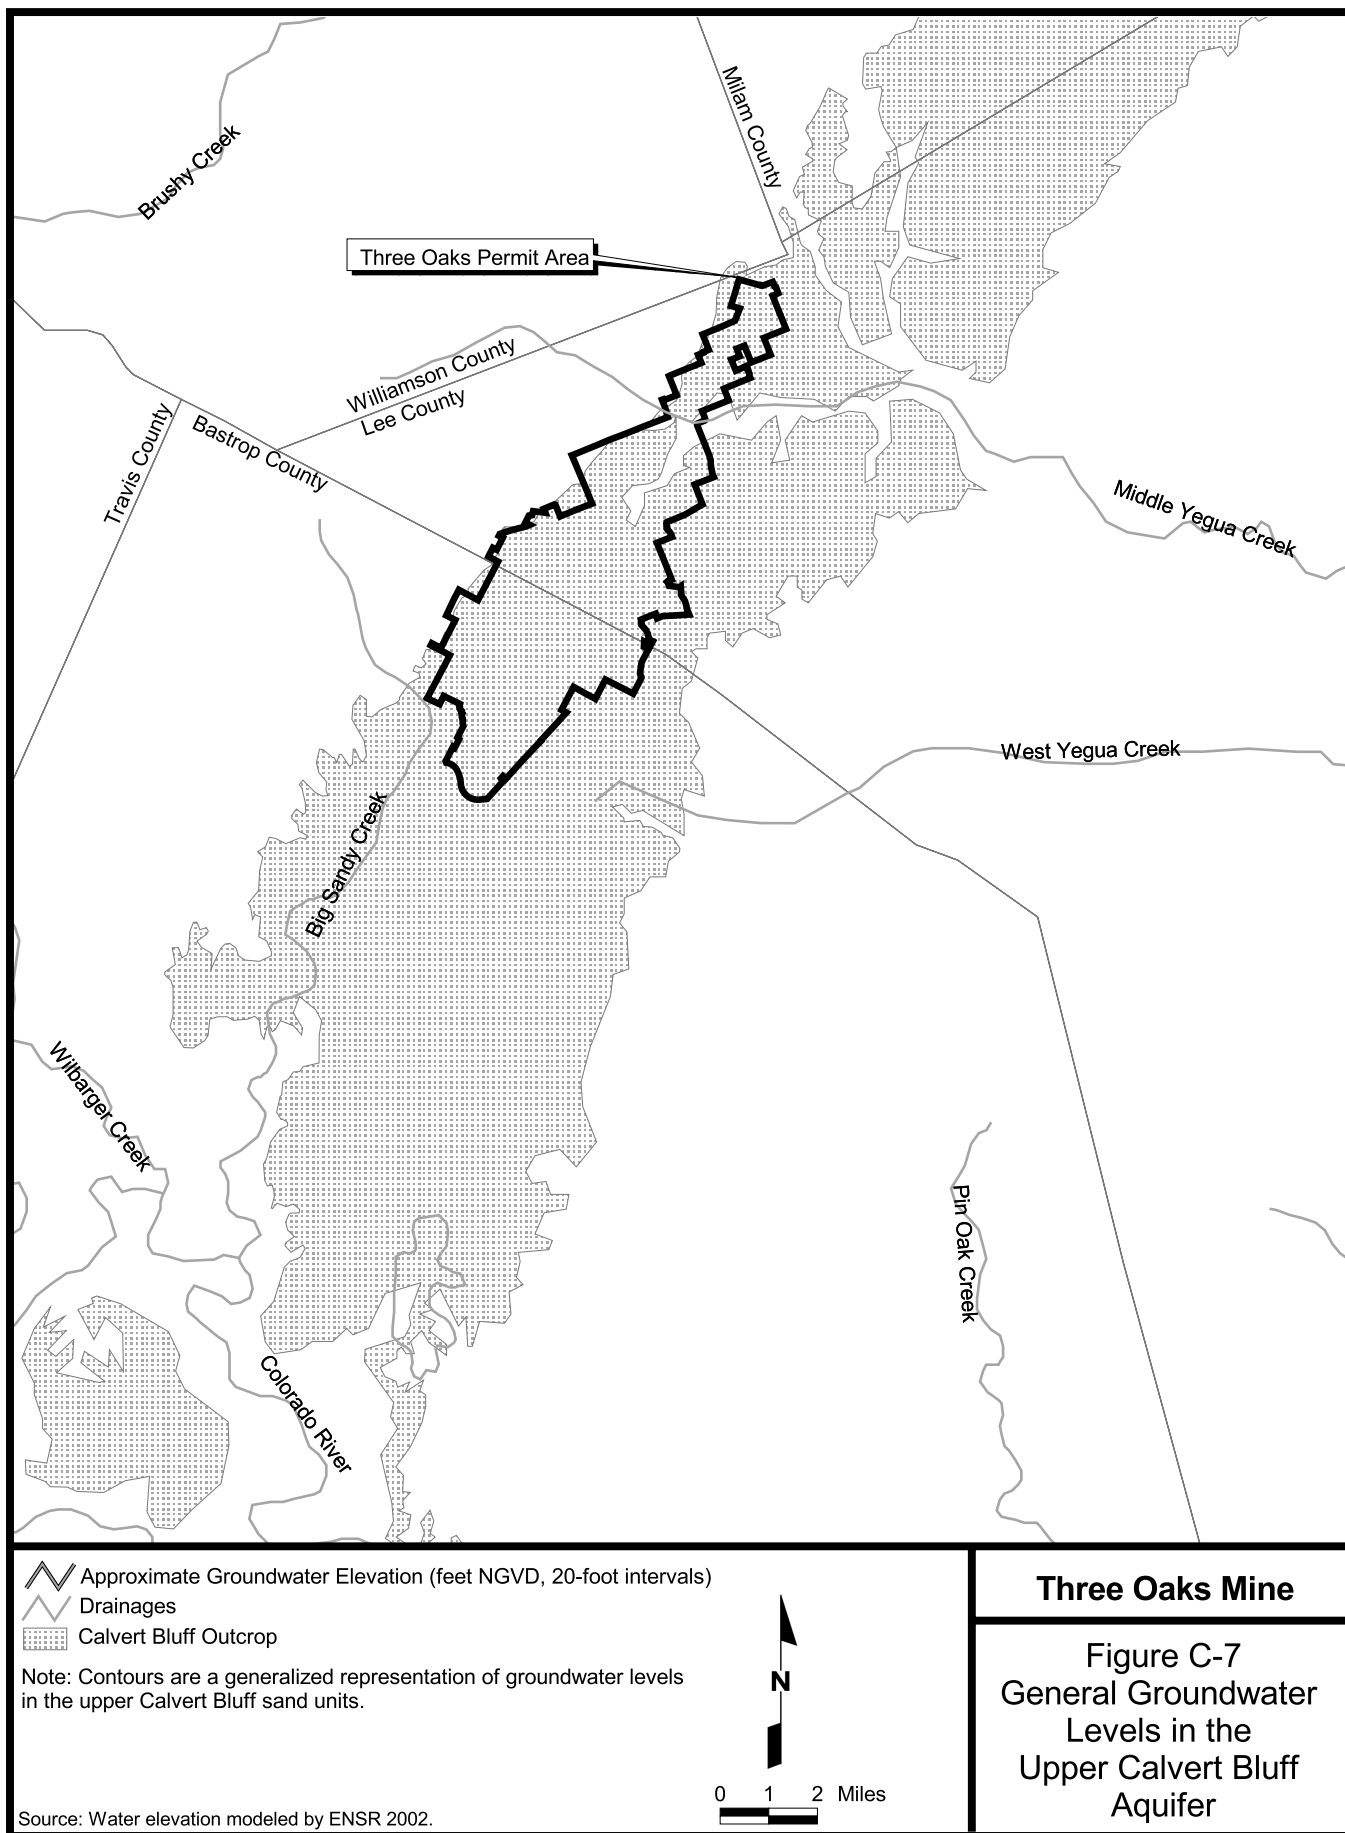 Milam County
Brushy Creek
Three Oaks Permit Area
Williamson County
Lee County
Travis County
Bastrop County
Middle Yegua Creek
West Yegua Creek
Big Sandy Creek
Wilbarger Creek
Pin Oak Creek
Colorado River
Approximate Groundwater Elevation (feet NGVD, 20-foot intervals)
Drainages
Calvert Bluff Outcrop
Note: Contours are a generalized representation of groundwater levels
in the upper Calvert Bluff sand units.
N
0 1 2 Miles
Source: Water elevation modeled by ENSR 2002.
Three Oaks Mine
Figure C-7
General Groundwater
Levels in the
Upper Calvert Bluff
Aquifer